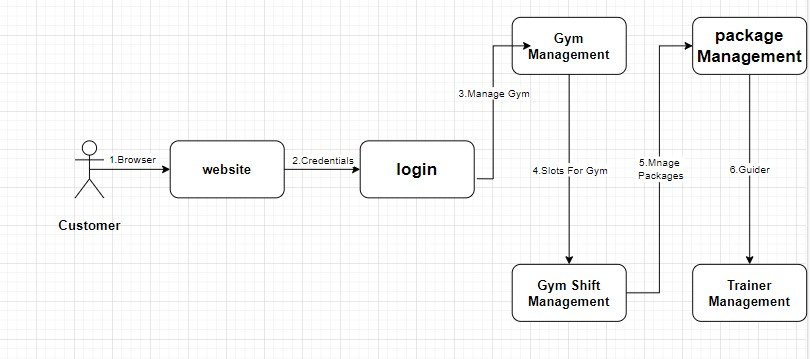 Gym
Management
package
Management
3.Manage Gym
1.Browser
website
2.Credentials
login
4.Slots For Gym
5.Mnage
Packages
6.Guider
Customer
Gym Shift
Management
Trainer
Management